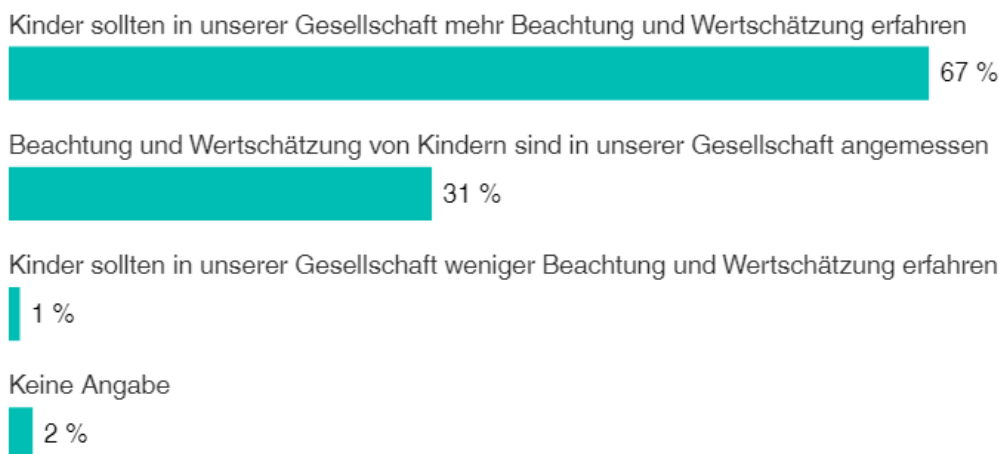 Kinder sollten in unserer Gesellschaft mehr Beachtung und Wertschätzung erfahren
67 %
Beachtung und Wertschätzung von Kindern sind in unserer Gesellschaft angemessen
31 %
Kinder sollten in unserer Gesellschaft weniger Beachtung und Wertschätzung erfahren
1 %
Keine Angabe
2 %